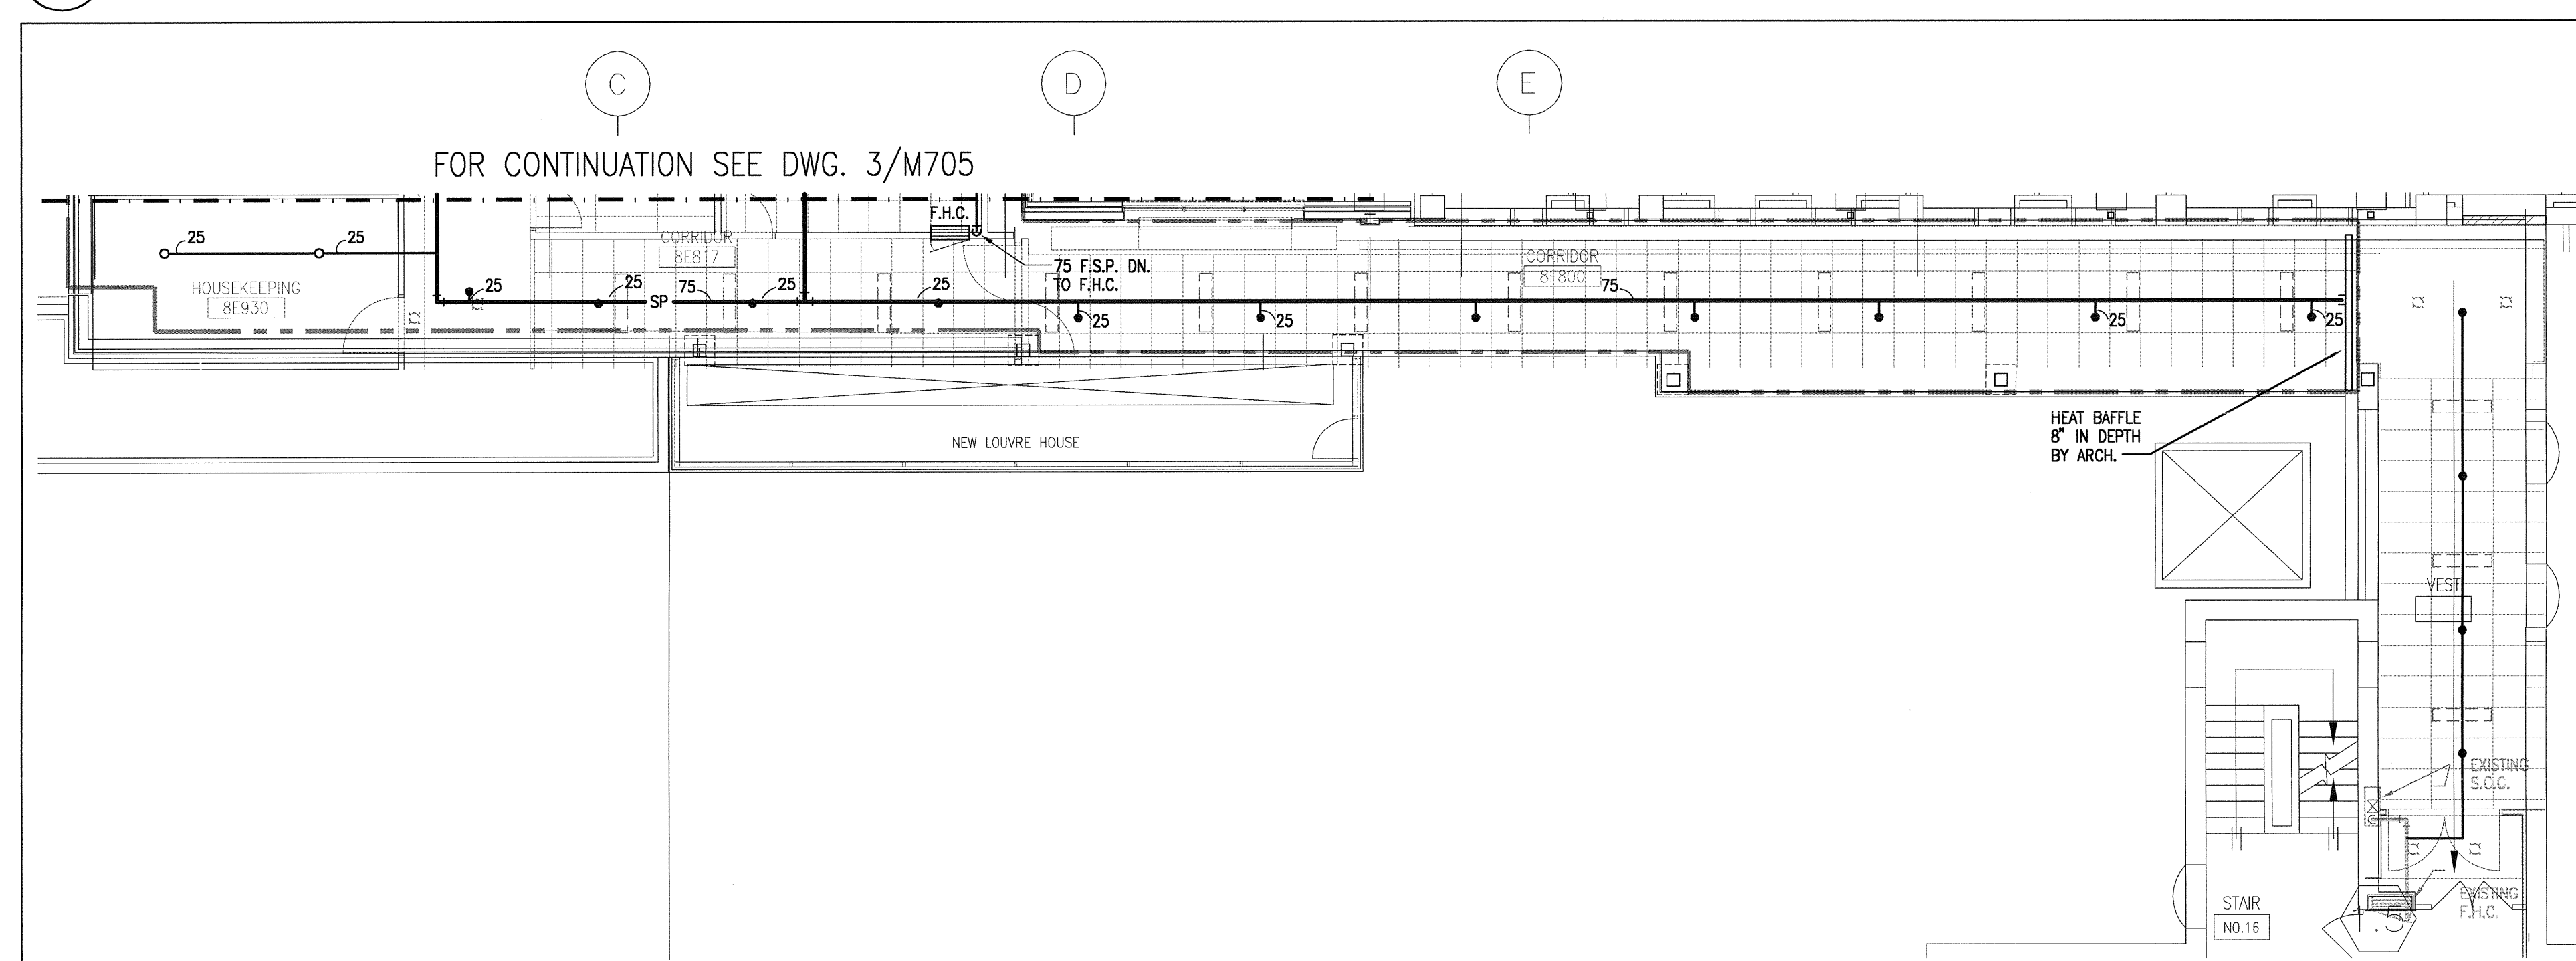 C
D
E
FOR CONTINUATION SEE DWG. 3/M705
F.H.C.
25
25
CORRIDOR
8E817
75 F.S.P. DN.
TO F.H.C.
CORRIDOR
8F800
HOUSEKEEPING
8E930
25
25
75
25
25
75
SP
25
25
25
25
HEAT BAFFLE
8" IN DEPTH
BY ARCH.
NEW LOUVRE HOUSE
VEST
EXISTING
S.C.C.
EXISTING
F.H.C.
STAIR
NO.16